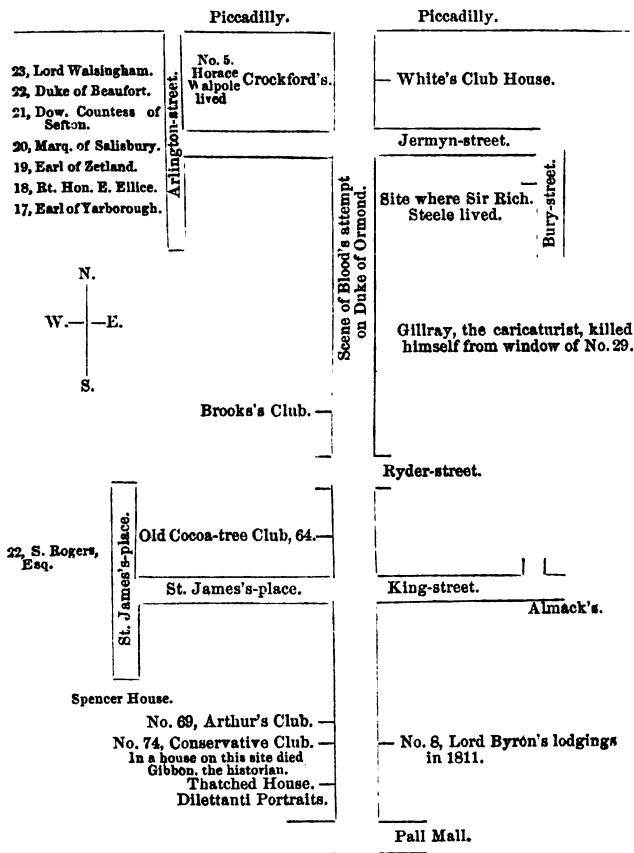 Piccadilly.
Piccadilly.
23, Lord Walsingham.
22, Duke of Beaufort.
21, Dow. Countess of
Sefton.
20, Marq. of Salisbury.
19, Earl of Zetland.
18, Rt. Hon. E. Ellice.
17, Earl of Yarborough.
Arlington-street.
No. 5.
Horace
Walpole
lived
Crockford's.
White's Club House.
Jermyn-street.
Scene of Blood's attempt
on Duke of Ormond.
Site where Sir Rich.
Steele lived.
Bury-street.
N.
W. E.
S.
Gillray, the caricaturist, killed
himself from window of No. 29.
Brooks's Club.
Ryder-street.
22, S. Rogers,
Esq.
St. James's-place.
Old Cocoa-tree Club, 64.
St. James's-place.
King-street.
Almack's.
Spencer House.
No. 69, Arthur's Club.
No. 74, Conservative Club.
In a house on this site died
Gibbon, the historian.
Thatched House.
Dilettanti Portraits.
No. 8, Lord Byron's lodgings
in 1811.
Pall Mall.